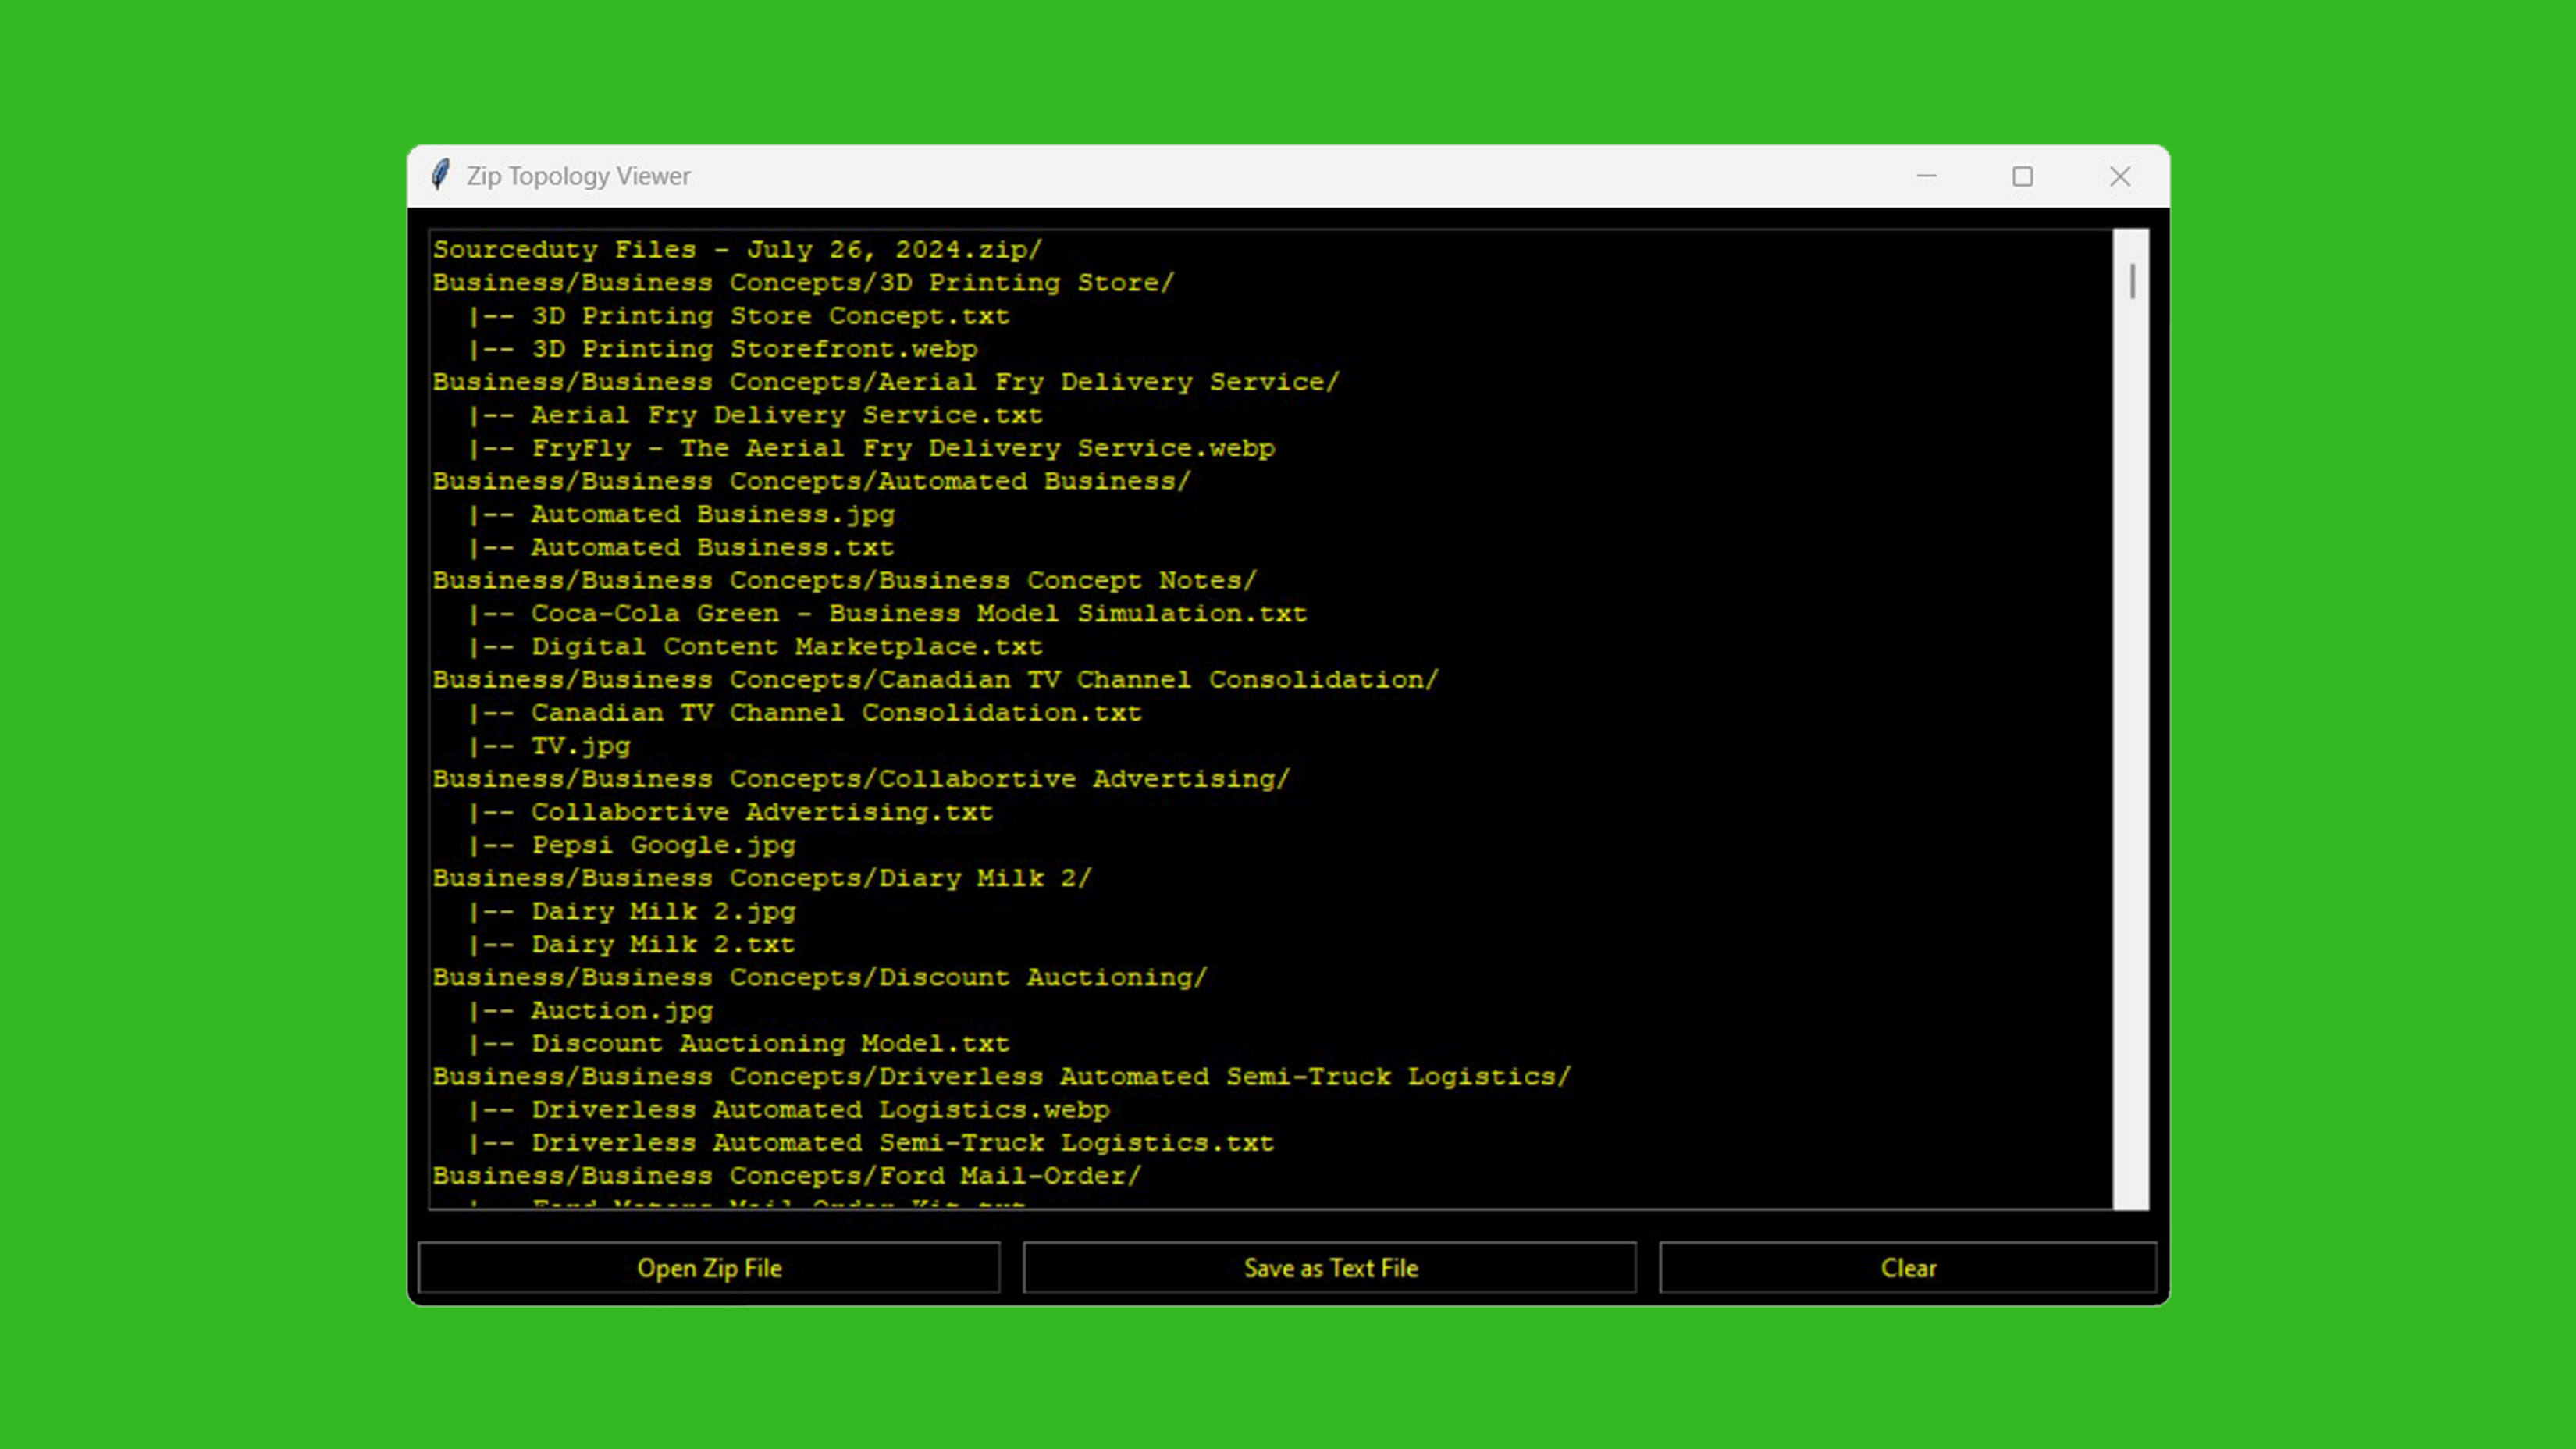 Zip Topology Viewer
Sourceduty Files - July 26, 2024.zip/
Business/Business Concepts/3D Printing Store/
|-- 3D Printing Store Concept.txt
|-- 3D Printing Storefront.webp
Business/Business Concepts/Aerial Fry Delivery Service/
|-- Aerial Fry Delivery Service.txt
|-- FryFly - The Aerial Fry Delivery Service.webp
Business/Business Concepts/Automated Business/
|-- Automated Business.jpg
|-- Automated Business.txt
Business/Business Concepts/Business Concept Notes/
|-- Coca-Cola Green - Business Model Simulation.txt
|-- Digital Content Marketplace.txt
Business/Business Concepts/Canadian TV Channel Consolidation/
|-- Canadian TV Channel Consolidation.txt
|-- TV.jpg
Business/Business Concepts/Collabortive Advertising/
|-- Collabortive Advertising.txt
|-- Pepsi Google.jpg
Business/Business Concepts/Diary Milk 2/
|-- Dairy Milk 2.jpg
|-- Dairy Milk 2.txt
Business/Business Concepts/Discount Auctioning/
|-- Auction.jpg
|-- Discount Auctioning Model.txt
Business/Business Concepts/Driverless Automated Semi-Truck Logistics/
|-- Driverless Automated Logistics.webp
|-- Driverless Automated Semi-Truck Logistics.txt
Business/Business Concepts/Ford Mail-Order/
Open Zip File
Save as Text File
Clear